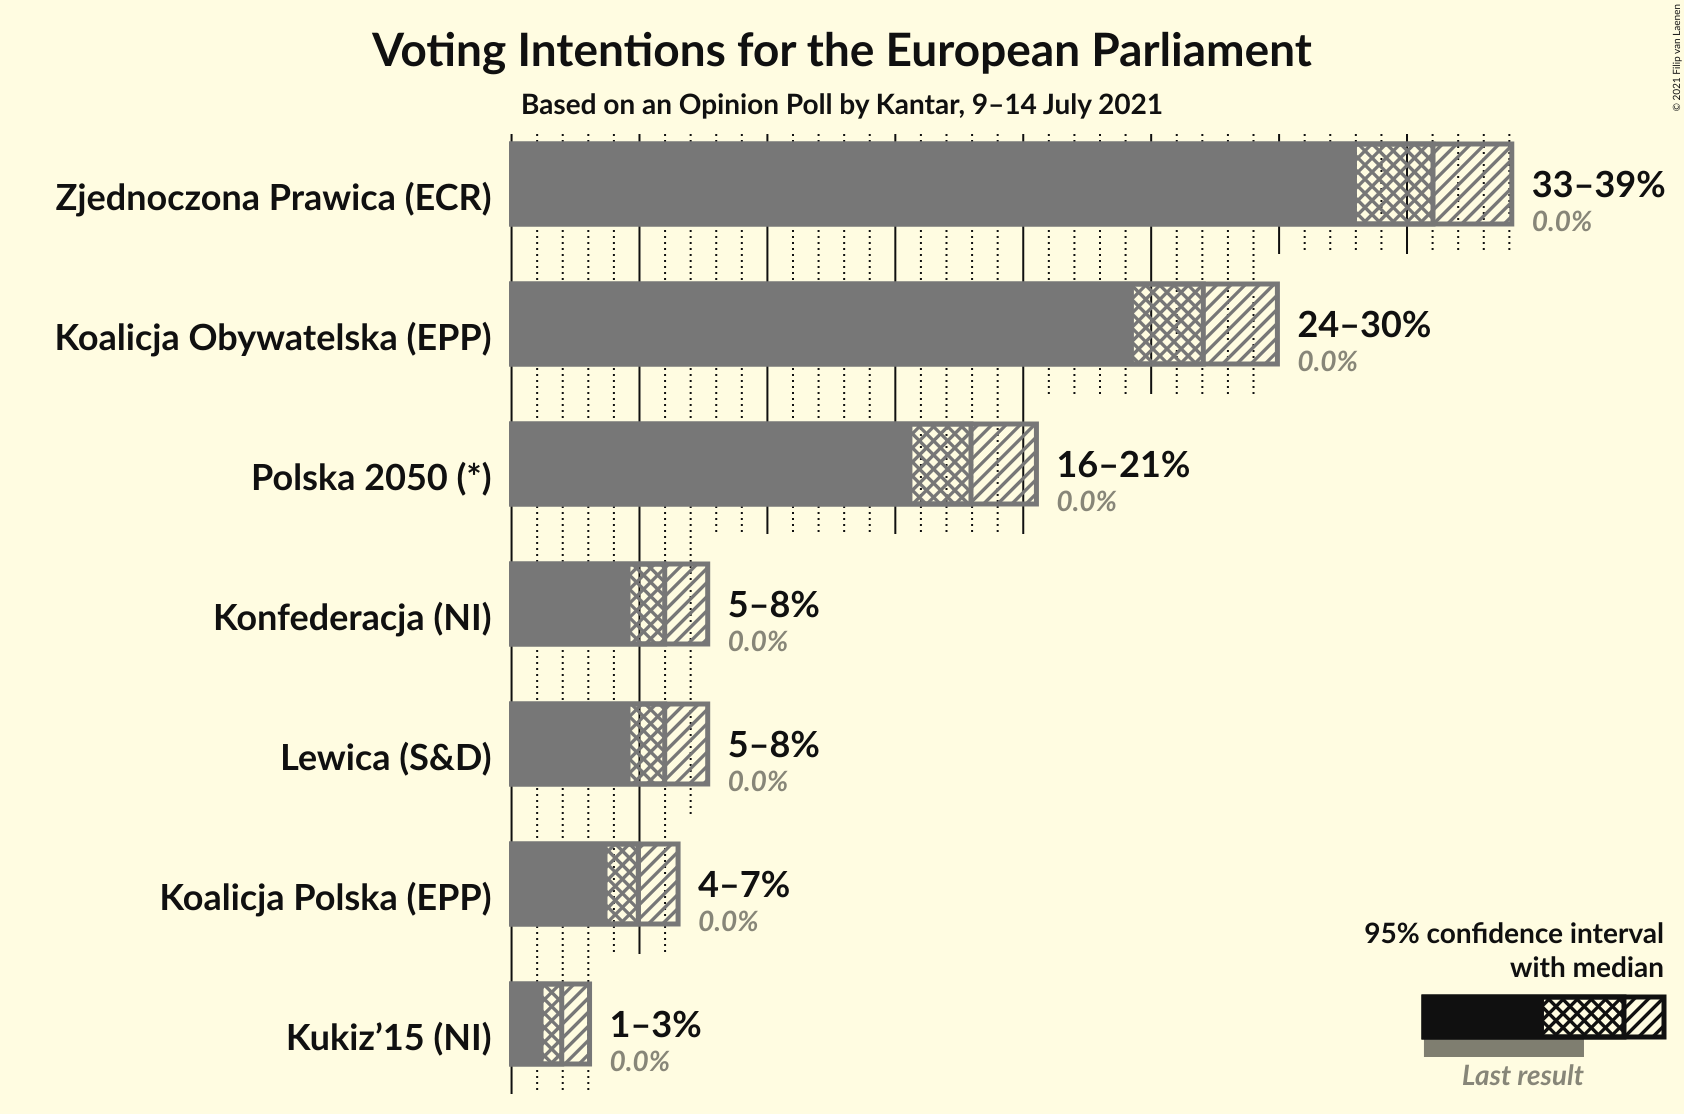 Voting Intentions for the European Parliament
Based on an Opinion Poll by Kantar, 9–14 July 2021
© 2021 Filip van Laenen
Zjednoczona Prawica (ECR)
33–39%
0.0%
Koalicja Obywatelska (EPP)
24–30%
0.0%
Polska 2050 (*)
16–21%
0.0%
Konfederacja (NI)
5–8%
0.0%
Lewica (S&D)
5–8%
0.0%
Koalicja Polska (EPP)
4–7%
0.0%
Kukiz’15 (NI)
1–3%
0.0%
95% confidence interval
with median
Last result